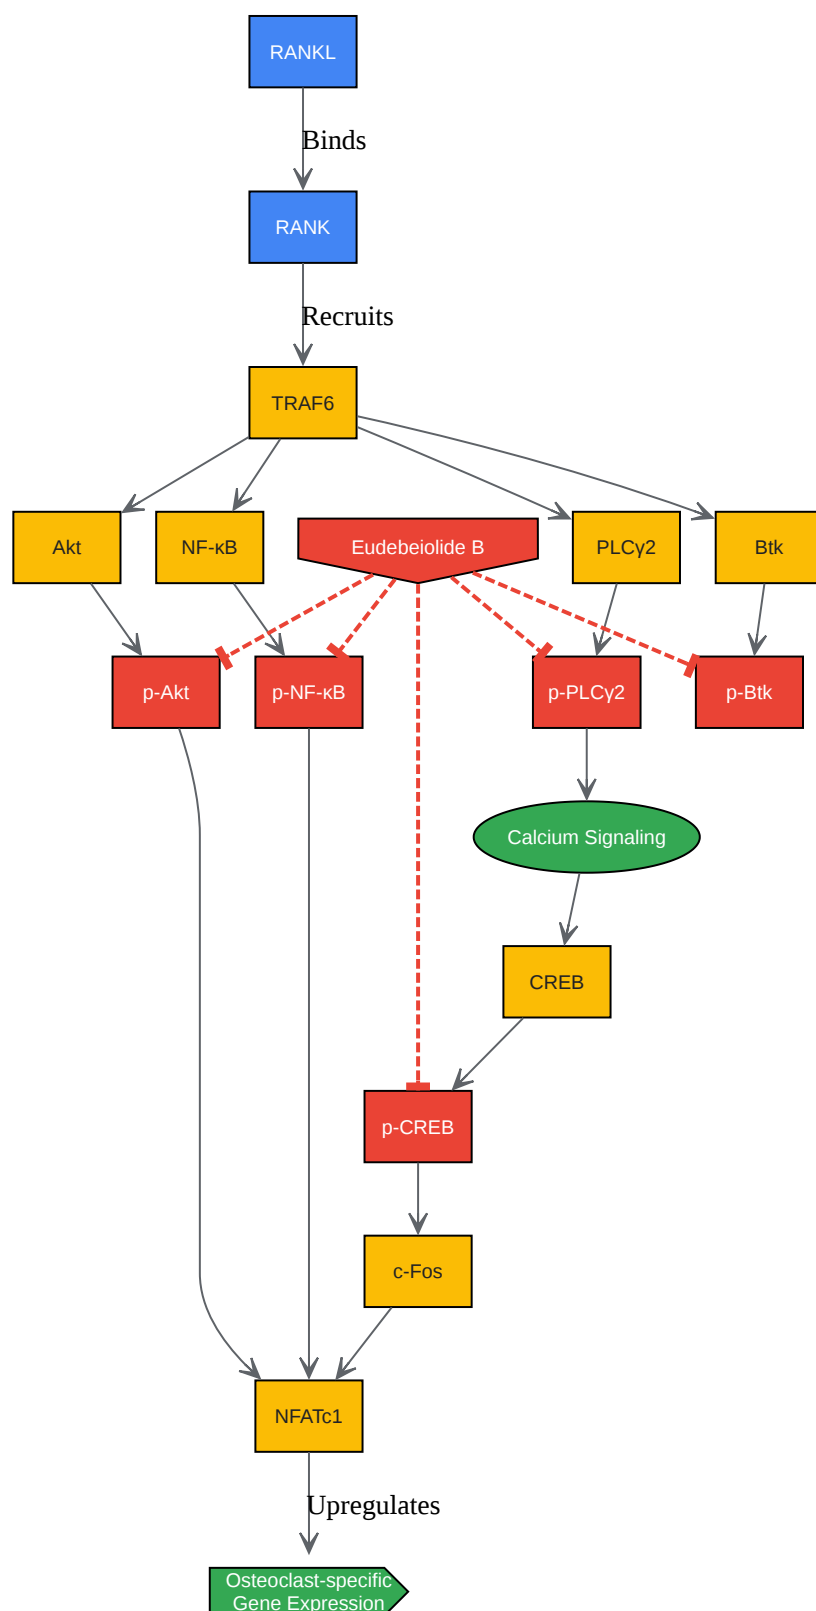 RANKL
Binds
RANK
Recruits
TRAF6
Akt
NF-κB
Eudebeiolide B
PLCγ2
Btk
p-Akt
p-NF-κB
p-PLCγ2
p-Btk
Calcium Signaling
CREB
p-CREB
c-Fos
NFATc1
Upregulates
Osteoclast-specific
Gene Expression